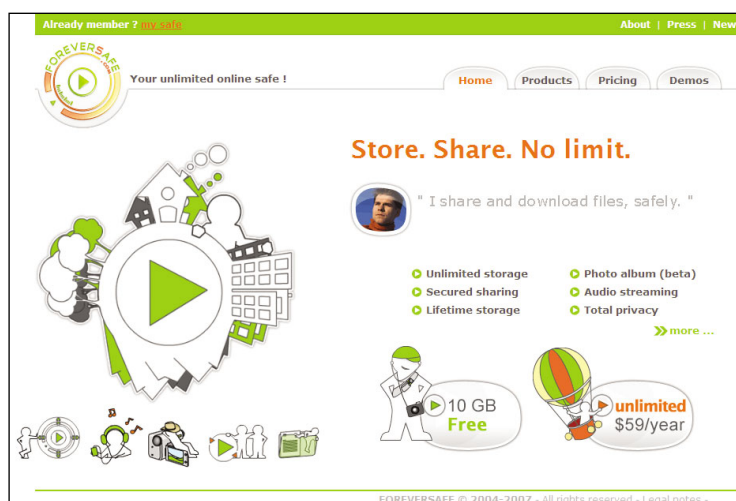 Already member ? my safe
About | Press | New
FOREVERSAFE
.com
Your unlimited online safe !
Home
Products
Pricing
Demos
Store. Share. No limit.
" I share and download files, safely. "
Unlimited storage
Photo album (beta)
Secured sharing
Audio streaming
Lifetime storage
Total privacy
more ...
10 GB
Free
unlimited
$59/year
FOREVERSAFE © 2004-2007 - All rights reserved - Legal notes -